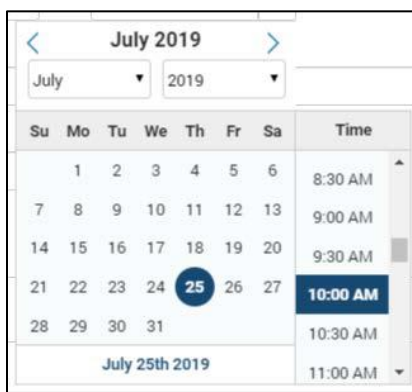 July 2019
July 2019
Su Mo Tu We Th Fr Sa Time
1 2 3 4 5 6
7 8 9 10 11 12 13
14 15 16 17 18 19 20
21 22 23 24 25 26 27
28 29 30 31
July 25th 2019
8:30 AM
9:00 AM
9:30 AM
10:00 AM
10:30 AM
11:00 AM